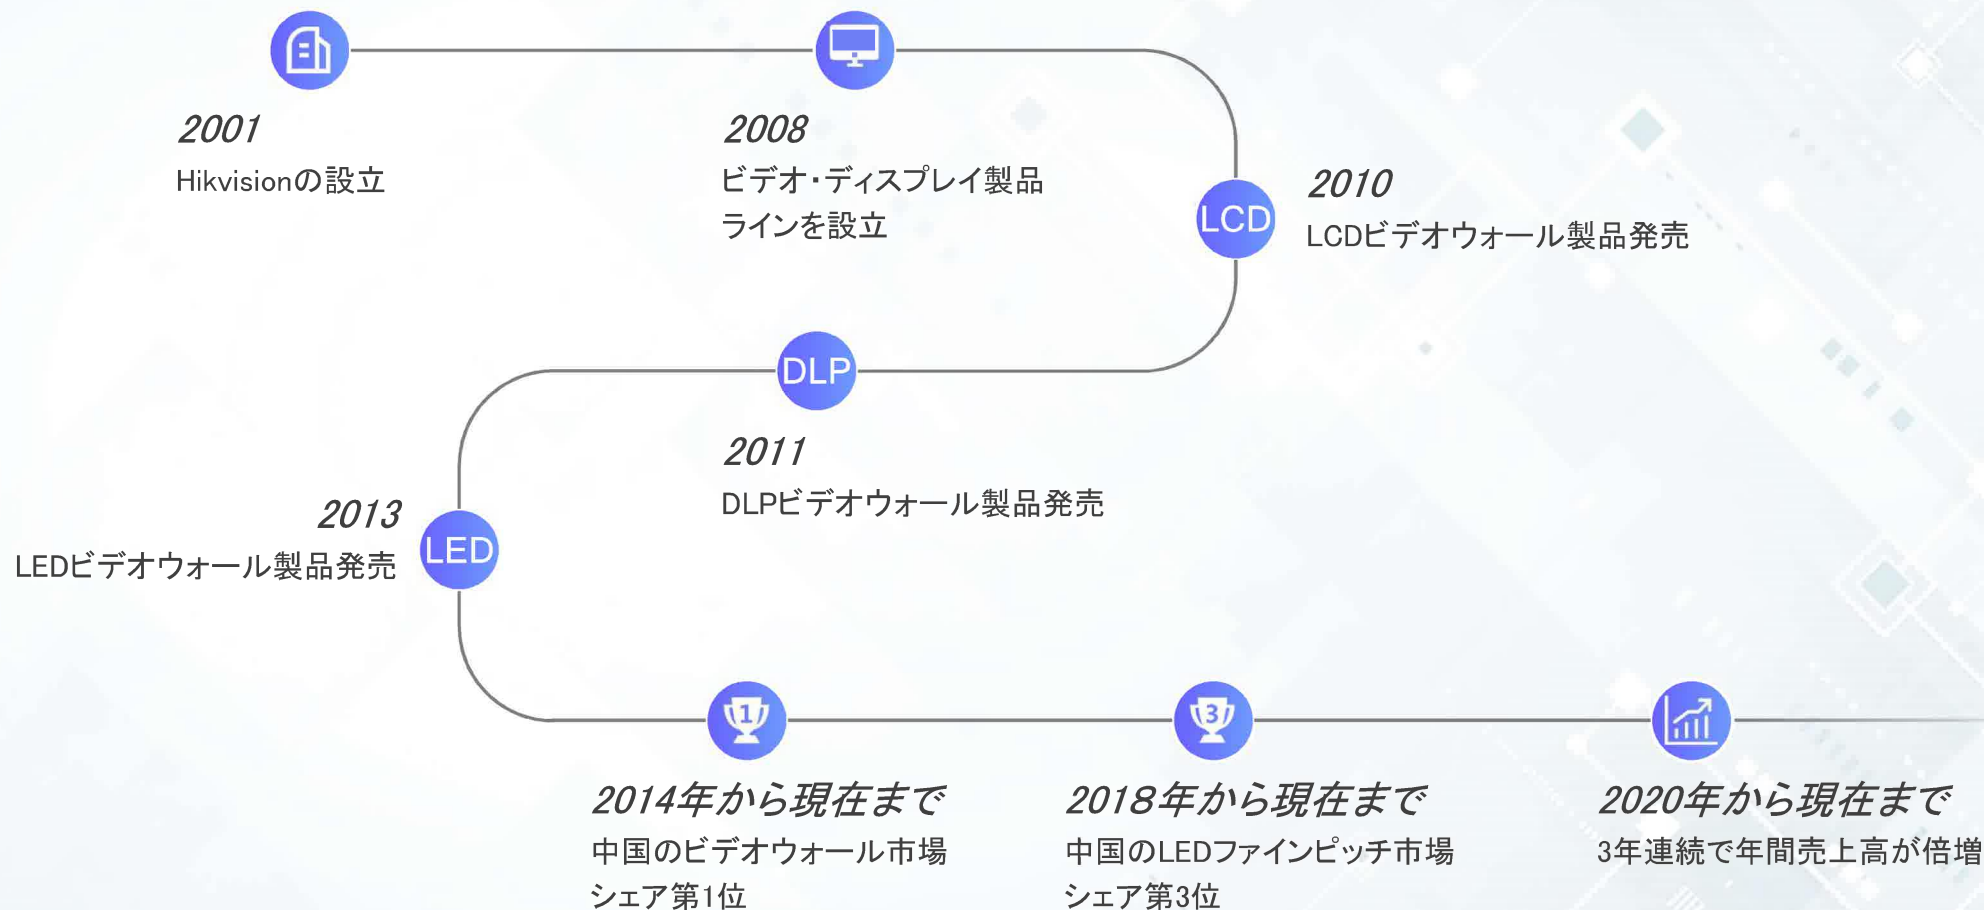 2001
Hikvisionの設立
2008
ビデオ・ディスプレイ製品
ラインを設立
LCD
2010
LCDビデオウォール製品発売
DLP
2011
DLPビデオウォール製品発売
2013
LEDビデオウォール製品発売
LED
1
2014年から現在まで
中国のビデオウォール市場
シェア第1位
3
2018年から現在まで
中国のLEDファインピッチ市場
シェア第3位
2020年から現在まで
3年連続で年間売上高が倍増